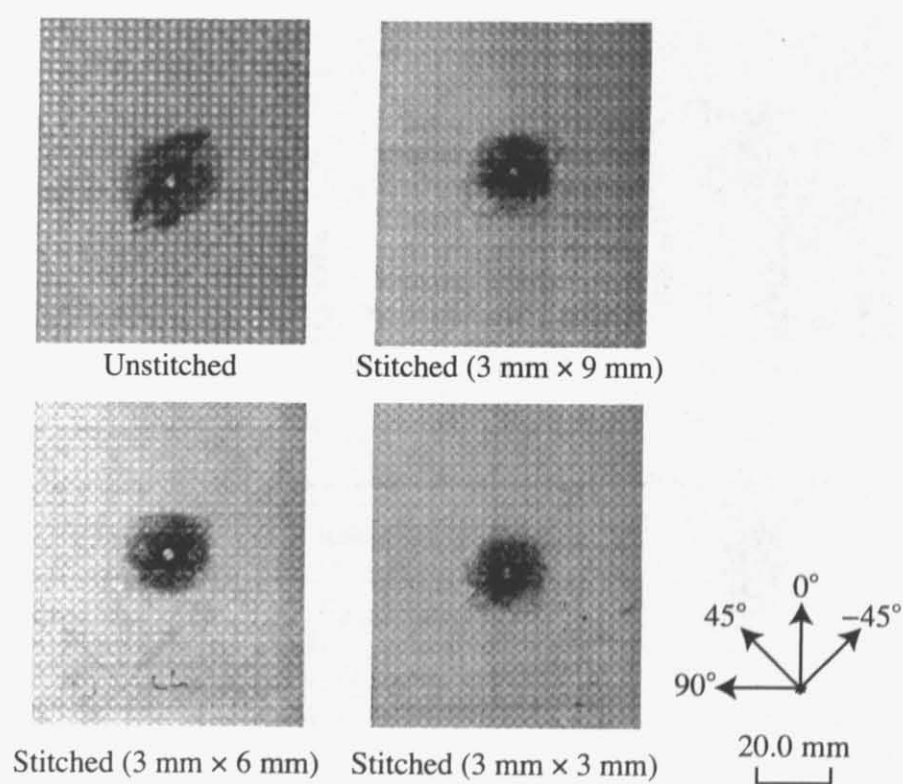 Unstitched
Stitched (3 mm × 9 mm)
Stitched (3 mm × 6 mm)
Stitched (3 mm × 3 mm)
0°
45°
−45°
90°
20.0 mm